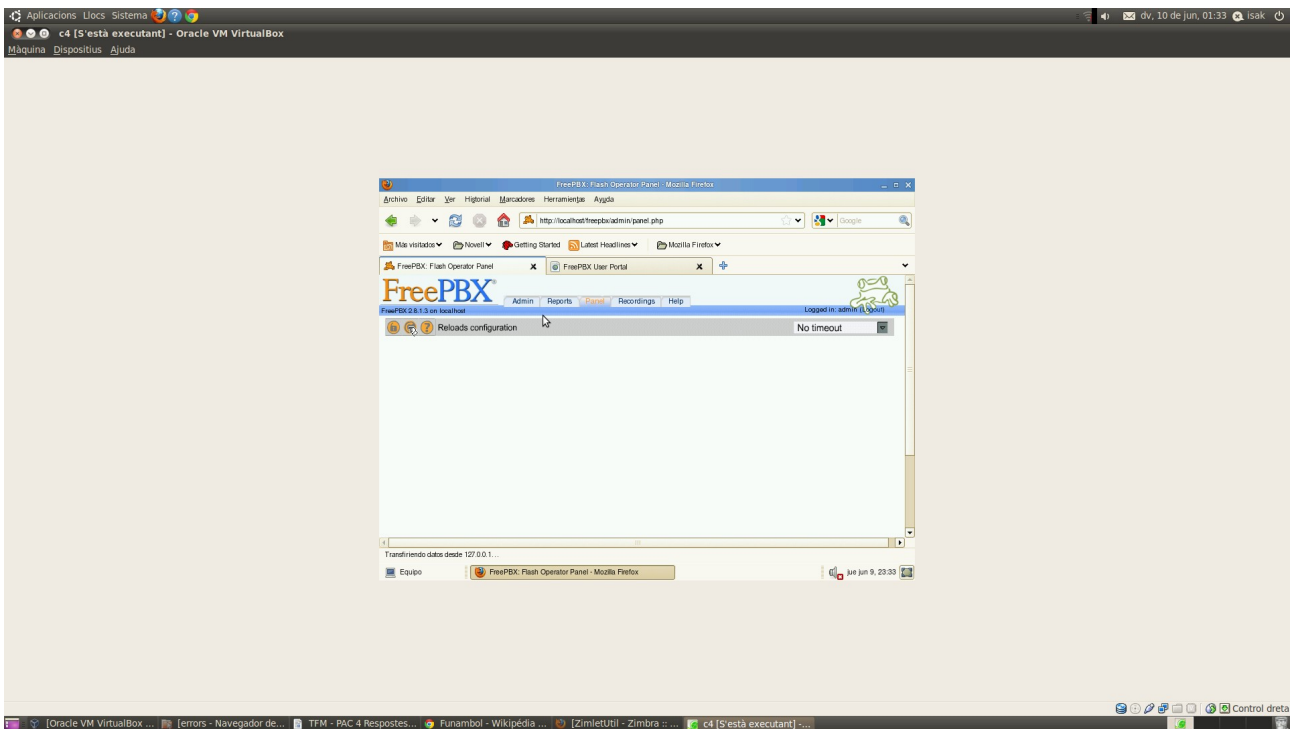 Aplicacions Llocs Sistema
dv, 10 de jun, 01:33 isak
c4 [S'està executant] - Oracle VM VirtualBox
Màquina Dispositius Ajuda
FreePBX: Flash Operator Panel - Mozilla Firefox
Archivo Editar Ver Historial Marcadores Herramientas Ayuda
http://localhost/freepbx/admin/panel.php
Google
Más visitados Novell Getting Started Latest Headlines Mozilla Firefox
FreePBX: Flash Operator Panel
FreePBX User Portal
FreePBX®
Admin Reports Panel Recordings Help
FreePBX 2.8.1.3 on localhost
Logged in: admin (Logout)
Reloads configuration
No timeout
Transfiriendo datos desde 127.0.0.1...
Equipo
FreePBX: Flash Operator Panel - Mozilla Firefox
jue jun 9, 23:33
Control dreta
[Oracle VM VirtualBox ...
[errors - Navegador de...
TFM - PAC 4 Respostes...
Funambol - Wikipédia ...
[ZimletUtil - Zimbra :: ...
c4 [S'està executant] -...